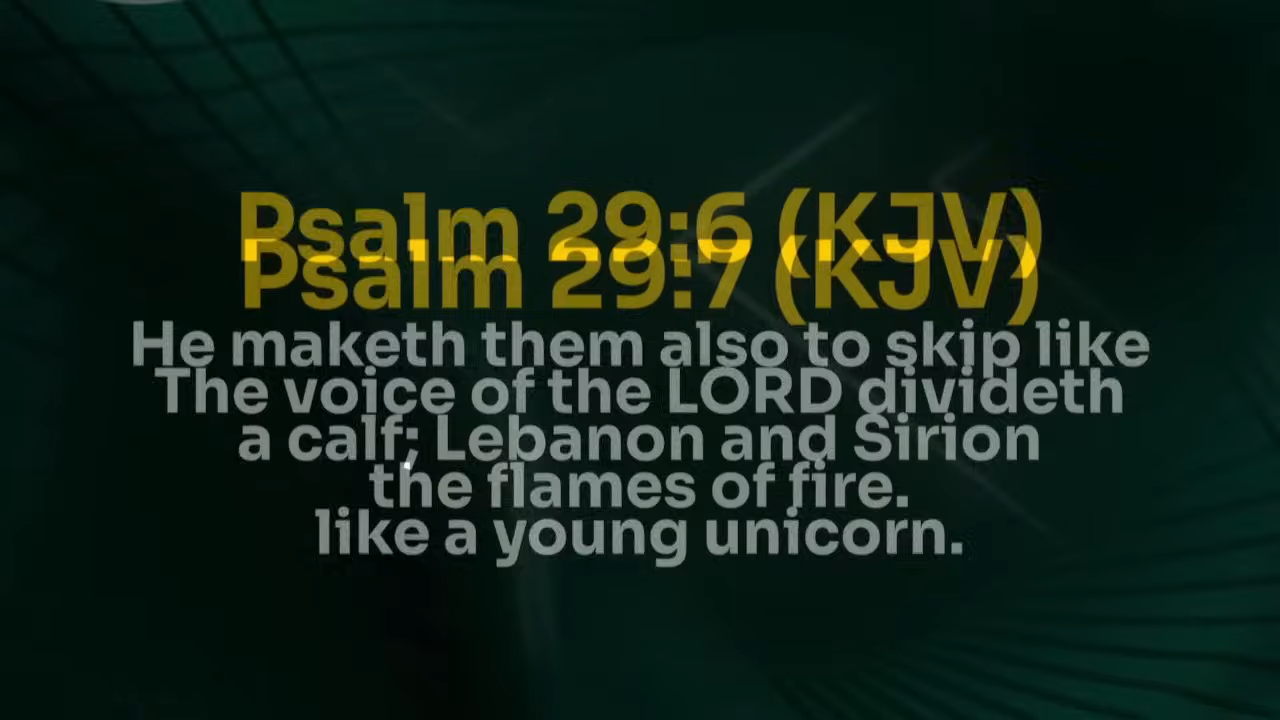 Psalm 29:6 (KJV)
Psalm 29:7 (KJV)
He maketh them also to skip like
The voice of the LORD divideth
a calf; Lebanon and Sirion
the flames of fire.
like a young unicorn.